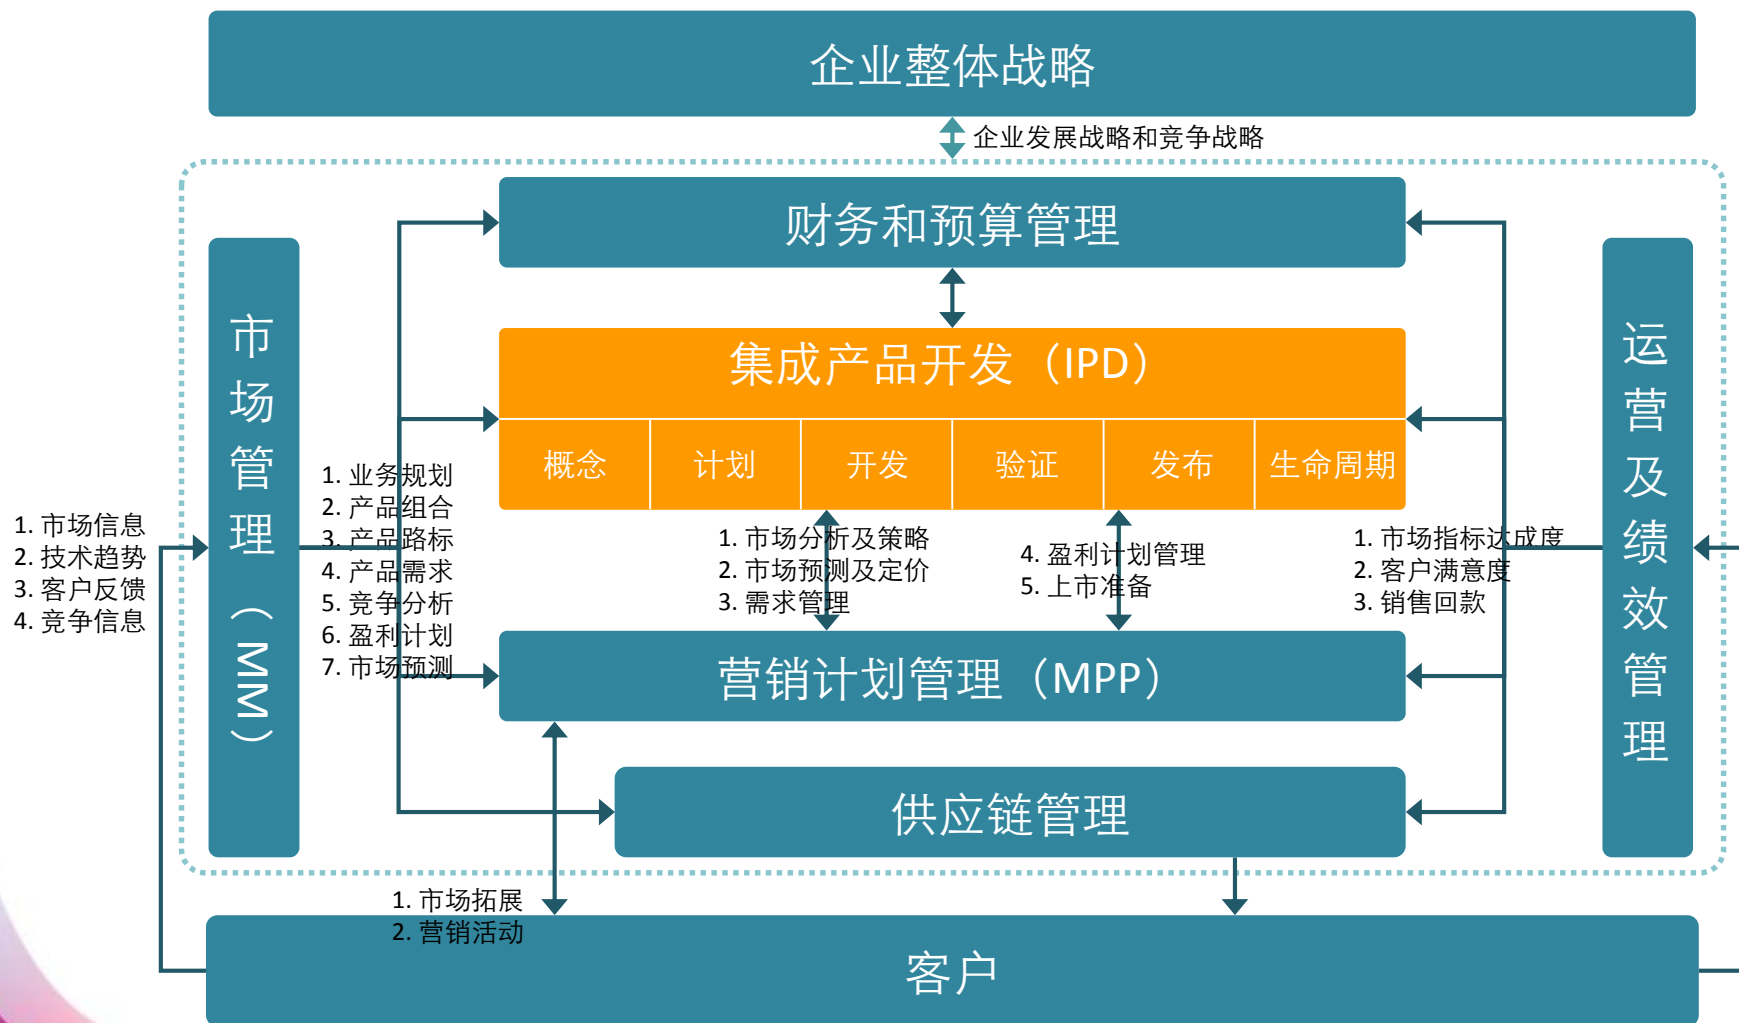 企业整体战略
企业发展战略和竞争战略
财务和预算管理
市场管理（MM）
集成产品开发（IPD）
概念
计划
开发
验证
发布
生命周期
运营及绩效管理
1. 市场信息
2. 技术趋势
3. 客户反馈
4. 竞争信息
1. 业务规划
2. 产品组合
3. 产品路标
4. 产品需求
5. 竞争分析
6. 盈利计划
7. 市场预测
1. 市场分析及策略
2. 市场预测及定价
3. 需求管理
4. 盈利计划管理
5. 上市准备
1. 市场指标达成度
2. 客户满意度
3. 销售回款
营销计划管理（MPP）
供应链管理
1. 市场拓展
2. 营销活动
客户